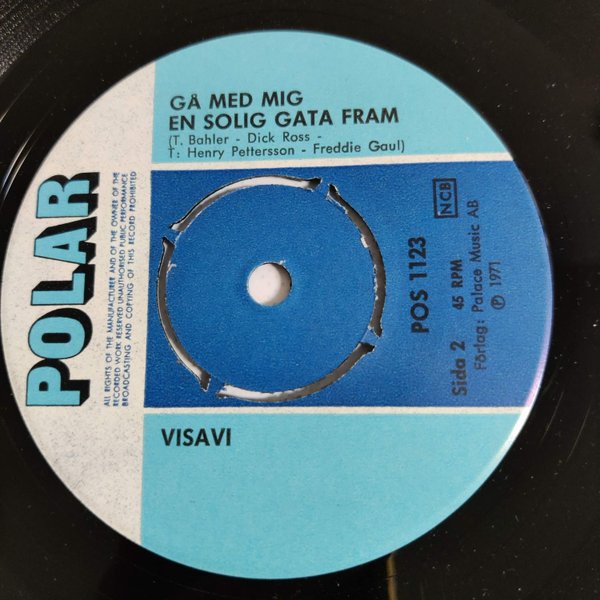 GÅ MED MIG
EN SOLIG GATA FRAM
(T. Bahler - Dick Ross -
T: Henry Pettersson - Freddie Gaul)
POLAR
ALL RIGHTS OF THE MANUFACTURER AND OF THE OWNER OF THE
RECORDED WORK RESERVED UNAUTHORISED PUBLIC PERFORMANCE
BROADCASTING AND COPYING OF THIS RECORD PROHIBITED
NCB
POS 1123
Sida 2 45 RPM
Förlag: Palace Music AB
Ⓟ 1971
VISAVI